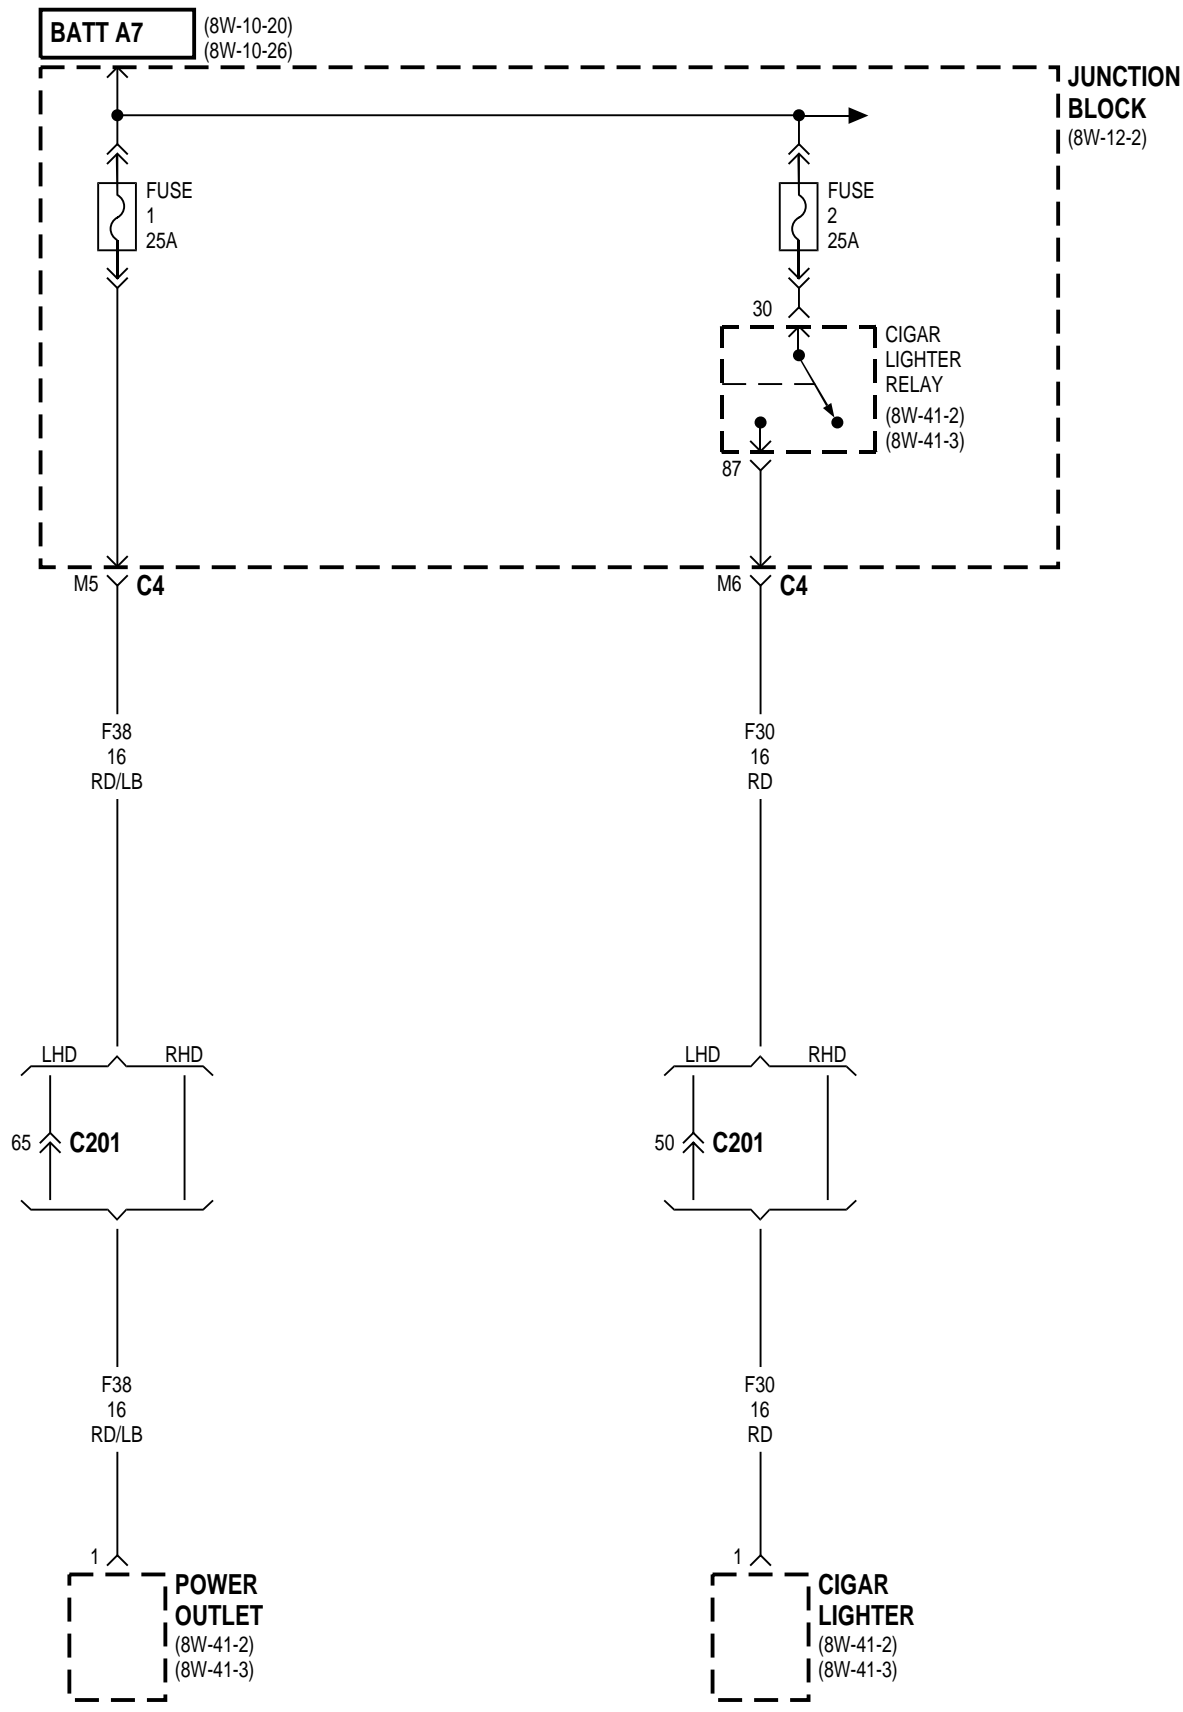 BATT A7
(8W-10-20)
(8W-10-26)
JUNCTION
BLOCK
(8W-12-2)
FUSE
1
25A
FUSE
2
25A
30
CIGAR
LIGHTER
RELAY
(8W-41-2)
(8W-41-3)
87
M5
C4
M6
C4
F38
16
RD/LB
F30
16
RD
LHD
RHD
LHD
RHD
65
C201
50
C201
F38
16
RD/LB
F30
16
RD
1
POWER
OUTLET
(8W-41-2)
(8W-41-3)
1
CIGAR
LIGHTER
(8W-41-2)
(8W-41-3)